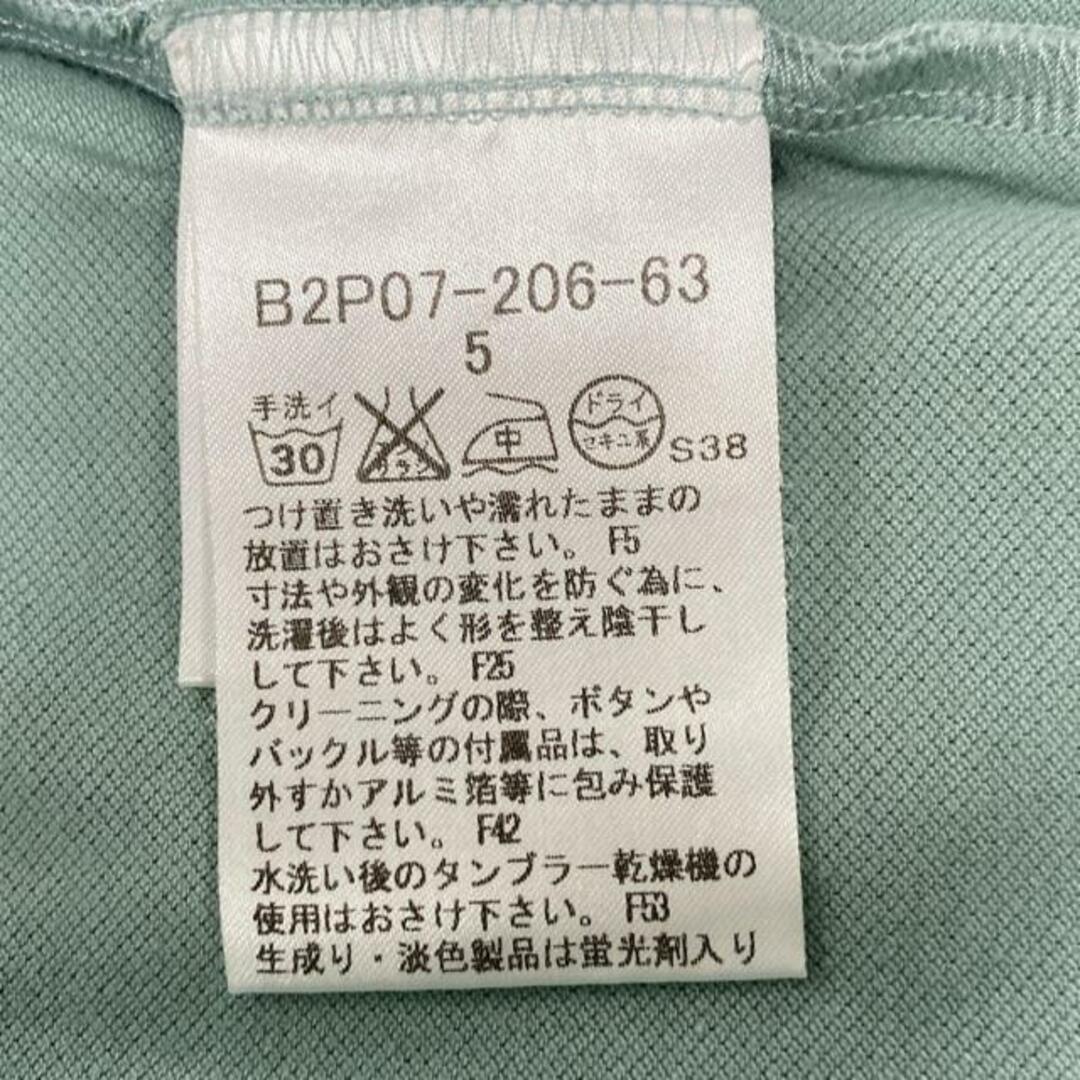 B2P07-206-63
5
手洗イ
30
エンソ
サラシ
中
ドライ
セキユ系
S38
つけ置き洗いや濡れたままの
放置はおさけ下さい。 F5
寸法や外観の変化を防ぐ為に、
洗濯後はよく形を整え陰干し
して下さい。 F25
クリーニングの際、ボタンや
バックル等の付属品は、取り
外すかアルミ箔等に包み保護
して下さい。 F42
水洗い後のタンブラー乾燥機の
使用はおさけ下さい。 F53
生成り・淡色製品は蛍光剤入り